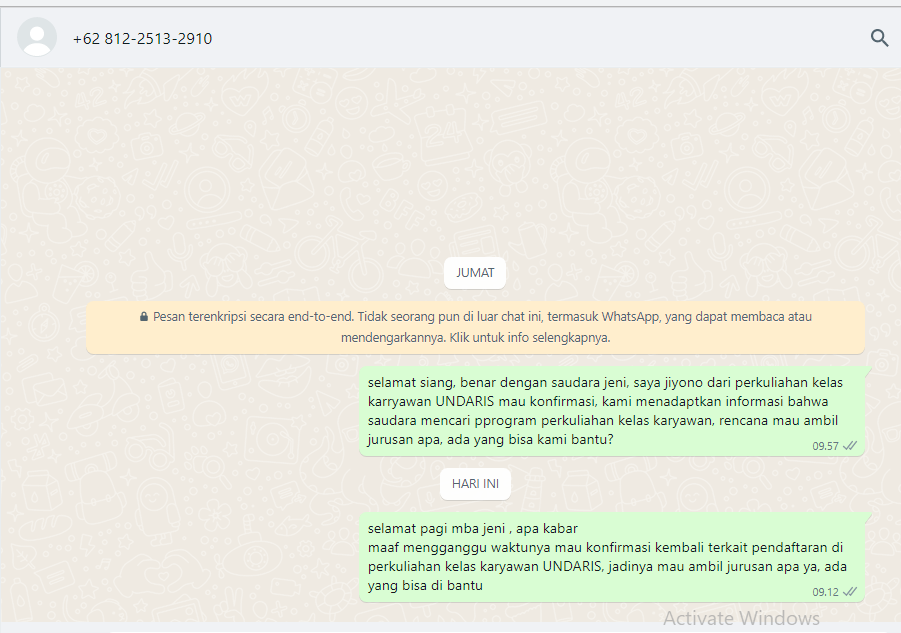 +62 812-2513-2910
JUMAT
Pesan terenkripsi secara end-to-end. Tidak seorang pun di luar chat ini, termasuk WhatsApp, yang dapat membaca atau
mendengarkannya. Klik untuk info selengkapnya.
selamat siang, benar dengan saudara jeni, saya jiyono dari perkuliahan kelas
karryawan UNDARIS mau konfirmasi, kami menadaptkan informasi bahwa
saudara mencari pprogram perkuliahan kelas karyawan, rencana mau ambil
jurusan apa, ada yang bisa kami bantu?
09.57
HARI INI
selamat pagi mba jeni , apa kabar
maaf mengganggu waktunya mau konfirmasi kembali terkait pendaftaran di
perkuliahan kelas karyawan UNDARIS, jadinya mau ambil jurusan apa ya, ada
yang bisa di bantu
09.12
Activate Windows